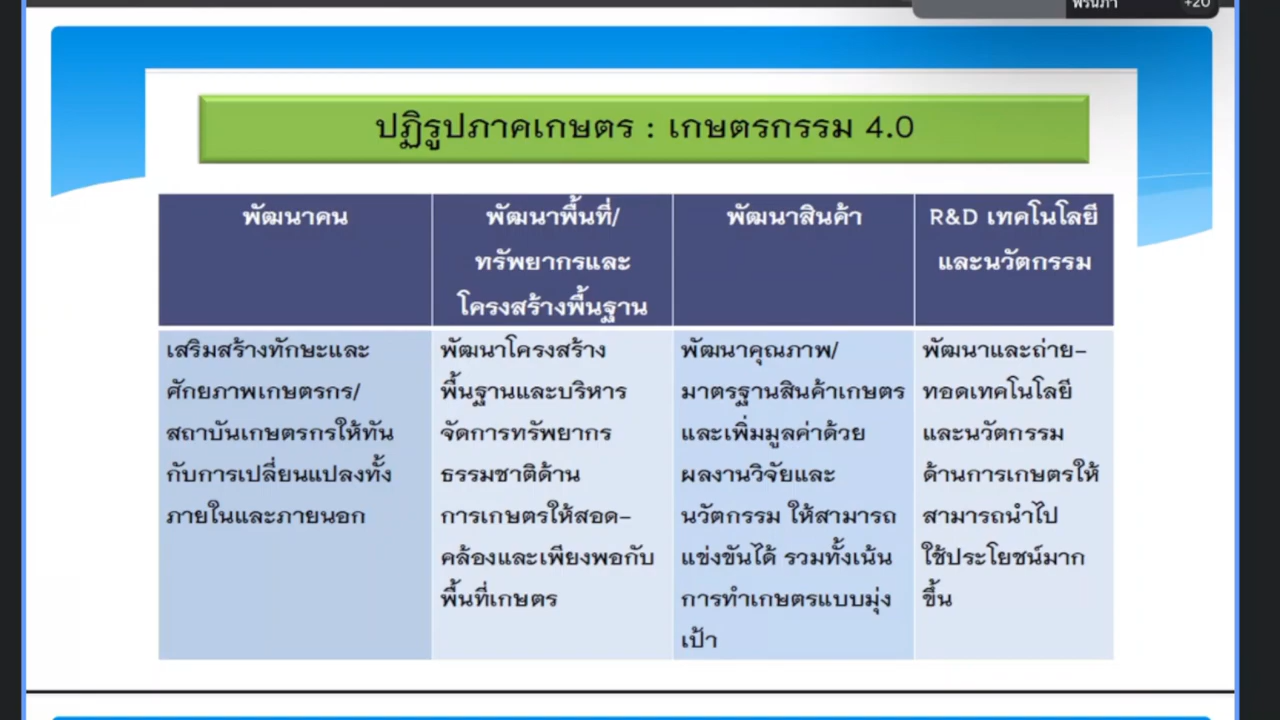 พรนภา
+20
ปฏิรูปภาคเกษตร : เกษตรกรรม 4.0
พัฒนาคน
พัฒนาพื้นที่/
ทรัพยากรและ
โครงสร้างพื้นฐาน
พัฒนาสินค้า
R&D เทคโนโลยี
และนวัตกรรม
เสริมสร้างทักษะและ
ศักยภาพเกษตรกร/
สถาบันเกษตรกรให้ทัน
กับการเปลี่ยนแปลงทั้ง
ภายในและภายนอก
พัฒนาโครงสร้าง
พื้นฐานและบริหาร
จัดการทรัพยากร
ธรรมชาติด้าน
การเกษตรให้สอด-
คล้องและเพียงพอกับ
พื้นที่เกษตร
พัฒนาคุณภาพ/
มาตรฐานสินค้าเกษตร
และเพิ่มมูลค่าด้วย
ผลงานวิจัยและ
นวัตกรรม ให้สามารถ
แข่งขันได้ รวมทั้งเน้น
การทำเกษตรแบบมุ่ง
เป้า
พัฒนาและถ่าย-
ทอดเทคโนโลยี
และนวัตกรรม
ด้านการเกษตรให้
สามารถนำไป
ใช้ประโยชน์มาก
ขึ้น